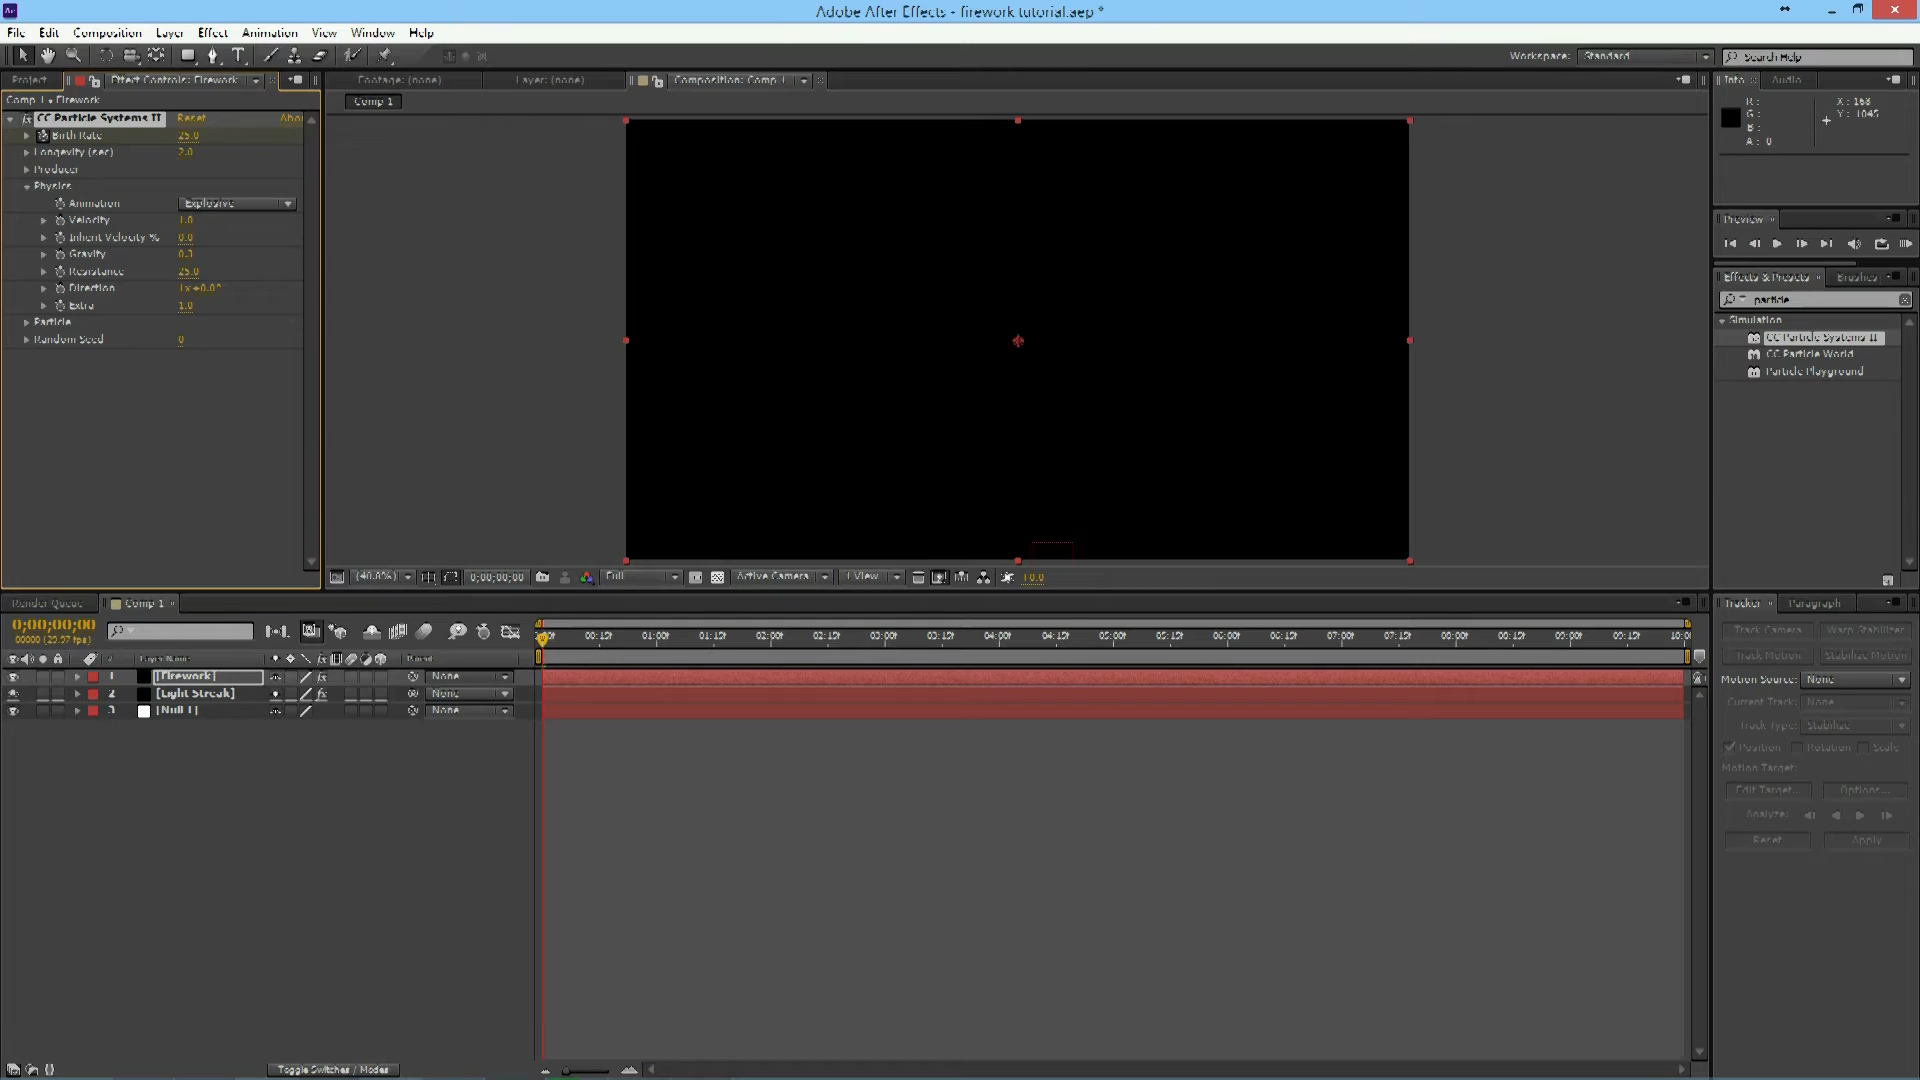 Adobe After Effects - firework tutorial.aep *
File Edit Composition Layer Effect Animation View Window Help
Workspace: Standard Search Help
Project Effect Controls: Firework
Footage: (none) Layer: (none) Composition: Comp 1
Info Audio
Comp 1 • Firework
Comp 1
CC Particle Systems II Reset Abou
Birth Rate 25.0
Longevity (sec) 2.0
Producer
Physics
Animation Explosive
Velocity 1.0
Inherit Velocity % 0.0
Gravity 0.3
Resistance 25.0
Direction 1x+0.0°
Extra 1.0
Particle
Random Seed 0
R :
G :
B :
A : 0
X : 168
Y : 1045
Preview
Effects & Presets Brushes
particle
Simulation
CC Particle Systems II
CC Particle World
Particle Playground
(40.8%) 0;00;00;00 Full Active Camera 1 View +0.0
Render Queue Comp 1
0;00;00;00
00000 (29.97 fps)
00:15f 01:00f 01:15f 02:00f 02:15f 03:00f 03:15f 04:00f 04:15f 05:00f 05:15f 06:00f 06:15f 07:00f 07:15f 08:00f 08:15f 09:00f 09:15f 10:0
# Layer Name Parent
1 [Firework] None
2 [Light Streak] None
3 [Null 1] None
Toggle Switches / Modes
Tracker Paragraph
Track Camera Warp Stabilizer
Track Motion Stabilize Motion
Motion Source: None
Current Track: None
Track Type: Stabilize
Position Rotation Scale
Motion Target:
Edit Target... Options...
Analyze:
Reset Apply